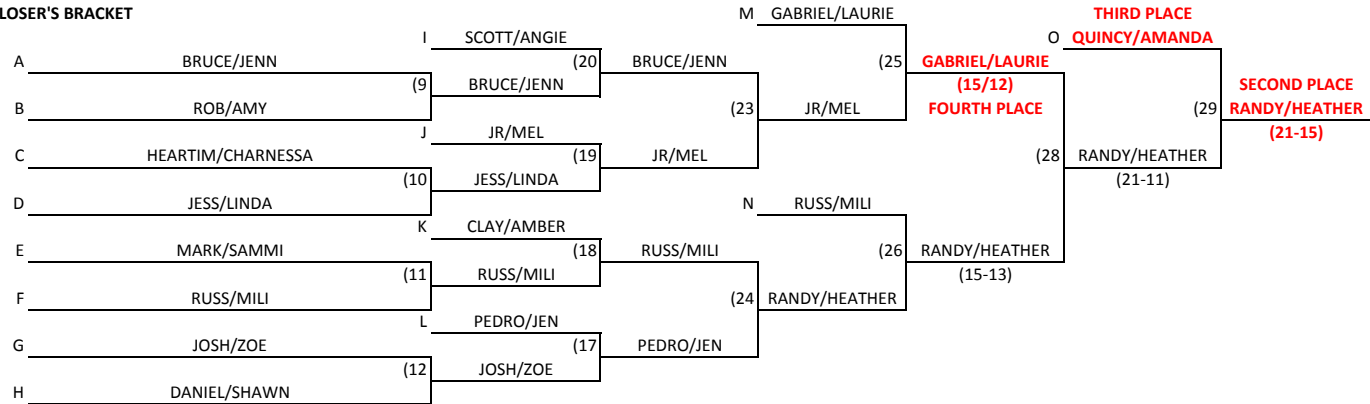 LOSER'S BRACKET
M GABRIEL/LAURIE
THIRD PLACE
I SCOTT/ANGIE
O QUINCY/AMANDA
A BRUCE/JENN
(20 BRUCE/JENN
(25 GABRIEL/LAURIE
(9 BRUCE/JENN
(15/12)
SECOND PLACE
B ROB/AMY
(23 JR/MEL
FOURTH PLACE
(29 RANDY/HEATHER
J JR/MEL
(21-15)
C HEARTIM/CHARNESSA
(19 JR/MEL
(28 RANDY/HEATHER
(10 JESS/LINDA
(21-11)
D JESS/LINDA
N RUSS/MILI
K CLAY/AMBER
E MARK/SAMMI
(18 RUSS/MILI
(26 RANDY/HEATHER
(11 RUSS/MILI
(15-13)
F RUSS/MILI
(24 RANDY/HEATHER
L PEDRO/JEN
G JOSH/ZOE
(17 PEDRO/JEN
(12 JOSH/ZOE
H DANIEL/SHAWN